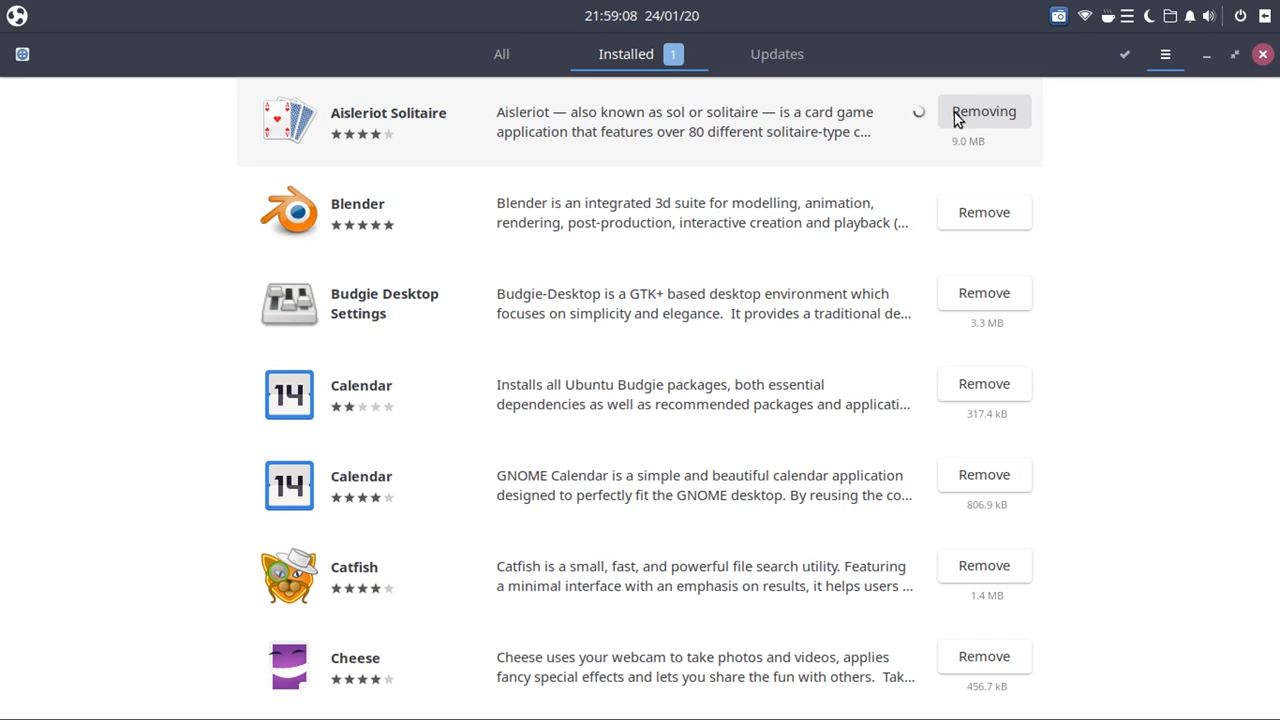 21:59:08 24/01/20
All
Installed 1
Updates
Aisleriot Solitaire
Aisleriot — also known as sol or solitaire — is a card game
application that features over 80 different solitaire-type c...
Removing
9.0 MB
Blender
Blender is an integrated 3d suite for modelling, animation,
rendering, post-production, interactive creation and playback (...
Remove
Budgie Desktop
Settings
Budgie-Desktop is a GTK+ based desktop environment which
focuses on simplicity and elegance.  It provides a traditional de...
Remove
3.3 MB
Calendar
Installs all Ubuntu Budgie packages, both essential
dependencies as well as recommended packages and applicati...
Remove
317.4 kB
Calendar
GNOME Calendar is a simple and beautiful calendar application
designed to perfectly fit the GNOME desktop. By reusing the co...
Remove
806.9 kB
Catfish
Catfish is a small, fast, and powerful file search utility. Featuring
a minimal interface with an emphasis on results, it helps users ...
Remove
1.4 MB
Cheese
Cheese uses your webcam to take photos and videos, applies
fancy special effects and lets you share the fun with others.  Tak...
Remove
456.7 kB